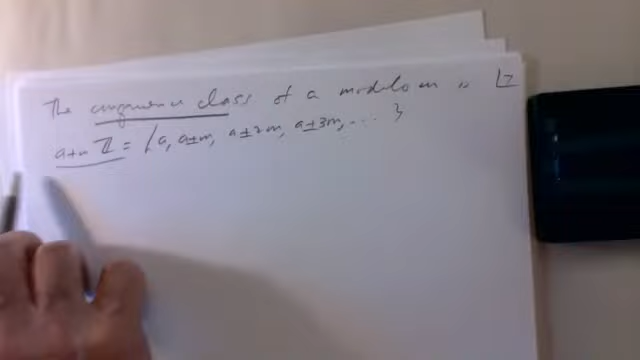 The congruence class of a modulo m is
a+mℤ = {a, a±m, a±2m, a±3m, ... }